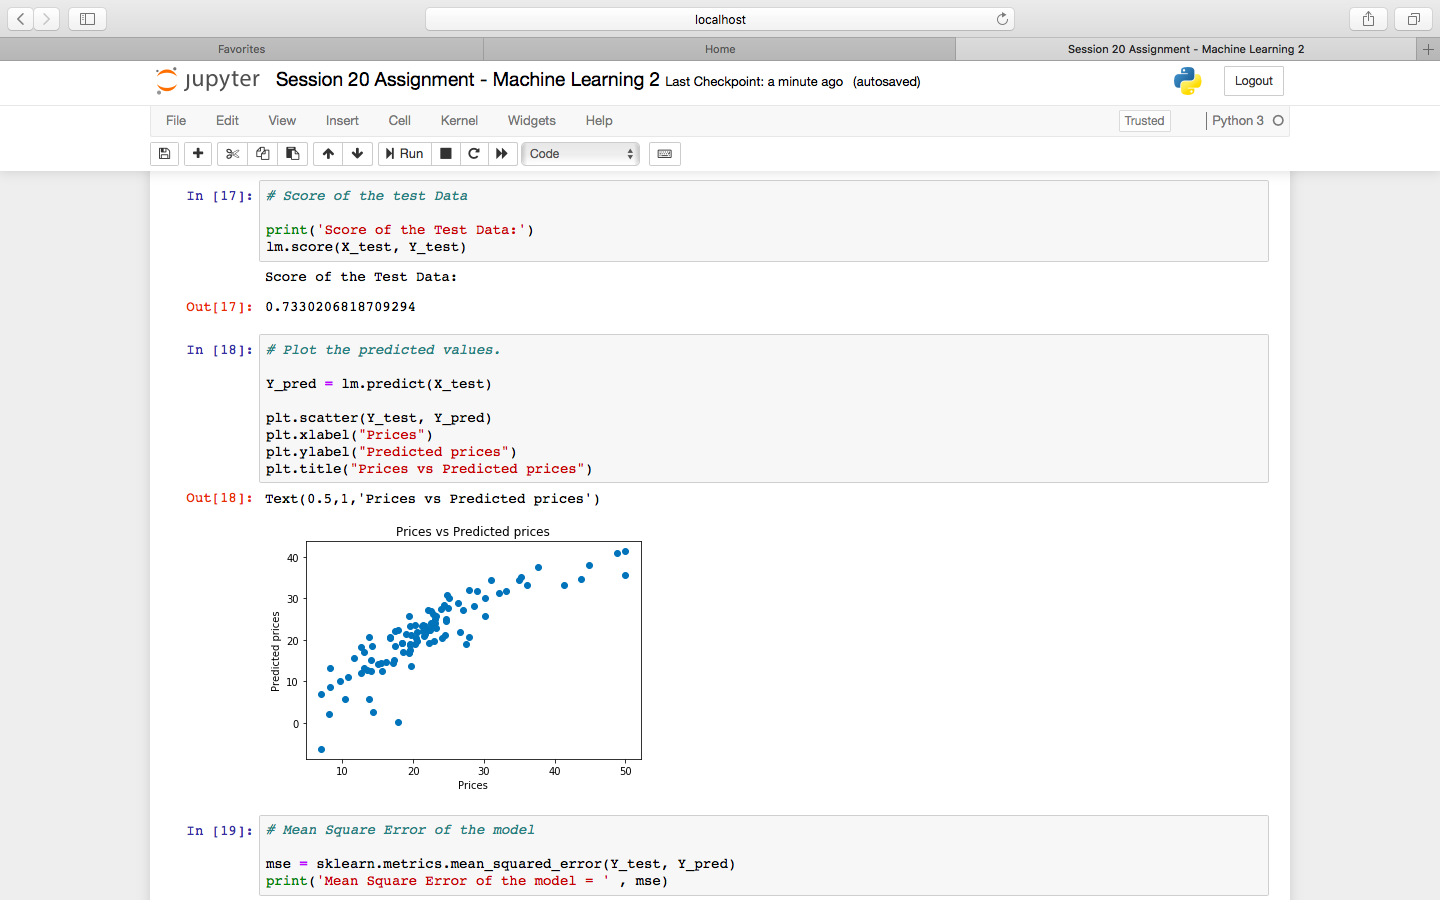 localhost
Favorites
Home
Session 20 Assignment - Machine Learning 2
jupyter Session 20 Assignment - Machine Learning 2 Last Checkpoint: a minute ago (autosaved)
Logout
File Edit View Insert Cell Kernel Widgets Help
Trusted
Python 3
Run
Code
In [17]: # Score of the test Data
print('Score of the Test Data:')
lm.score(X_test, Y_test)
Score of the Test Data:
Out[17]: 0.7330206818709294
In [18]: # Plot the predicted values.
Y_pred = lm.predict(X_test)
plt.scatter(Y_test, Y_pred)
plt.xlabel("Prices")
plt.ylabel("Predicted prices")
plt.title("Prices vs Predicted prices")
Out[18]: Text(0.5,1,'Prices vs Predicted prices')
Prices vs Predicted prices
Predicted prices
40
30
20
10
0
10 20 30 40 50
Prices
In [19]: # Mean Square Error of the model
mse = sklearn.metrics.mean_squared_error(Y_test, Y_pred)
print('Mean Square Error of the model = ' , mse)